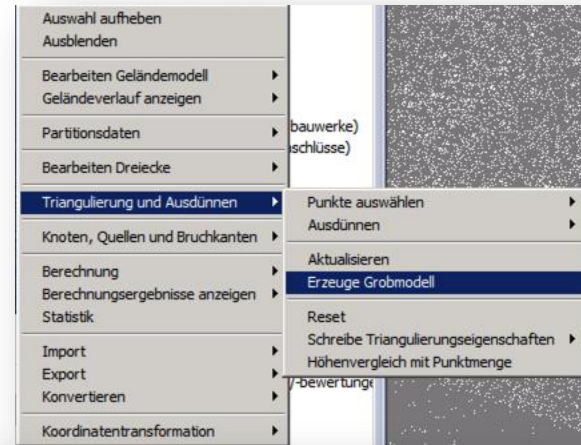 Auswahl aufheben
Ausblenden
Bearbeiten Geländemodell
Geländeverlauf anzeigen
Partitionsdaten
bauwerke)
schlüsse)
Bearbeiten Dreiecke
Triangulierung und Ausdünnen
Knoten, Quellen und Bruchkanten
Berechnung
Berechnungsergebnisse anzeigen
Statistik
Import
Export
Konvertieren
Koordinatentransformation
Punkte auswählen
Ausdünnen
Aktualisieren
Erzeuge Grobmodell
Reset
Schreibe Triangulierungseigenschaften
Höhenvergleich mit Punktmenge
/-bewertunge